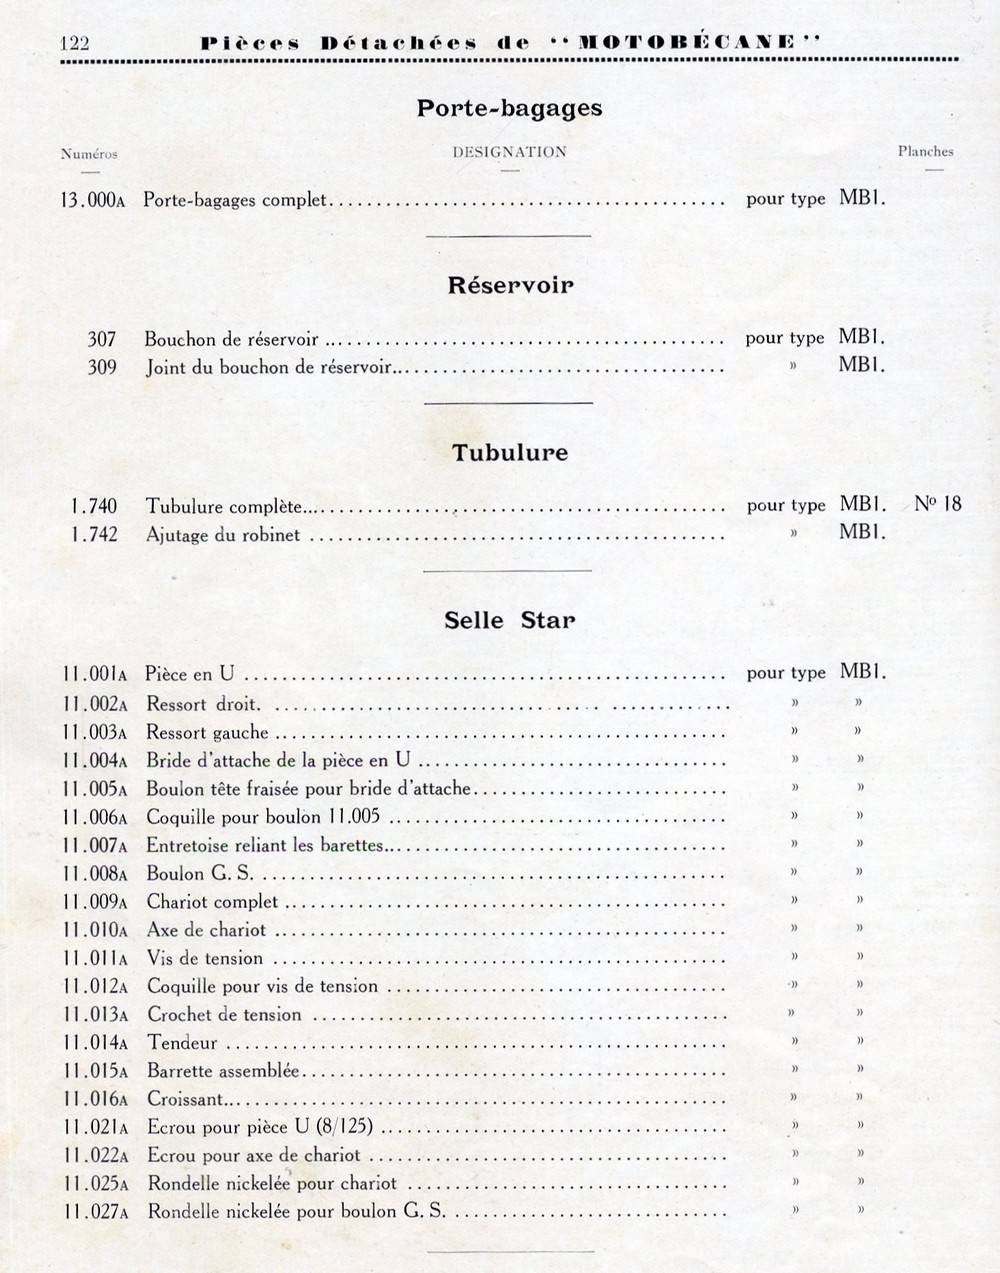 122 Pièces Détachées de “MOTOBÉCANE”
Porte-bagages
Numéros DESIGNATION Planches
13.000A Porte-bagages complet........................................ pour type MB1.
Réservoir
307 Bouchon de réservoir ........................................ pour type MB1.
309 Joint du bouchon de réservoir........................................ » MB1.
Tubulure
1.740 Tubulure complète........................................ pour type MB1. Nº 18
1.742 Ajutage du robinet ........................................ » MB1.
Selle Star
11.001A Pièce en U ........................................ pour type MB1.
11.002A Ressort droit. ........................................ » »
11.003A Ressort gauche ........................................ » »
11.004A Bride d'attache de la pièce en U ........................................ » »
11.005A Boulon tête fraisée pour bride d'attache........................................ » »
11.006A Coquille pour boulon 11.005 ........................................ » »
11.007A Entretoise reliant les barettes........................................ » »
11.008A Boulon G. S. ........................................ » »
11.009A Chariot complet ........................................ » »
11.010A Axe de chariot ........................................ » »
11.011A Vis de tension ........................................ » »
11.012A Coquille pour vis de tension ........................................ » »
11.013A Crochet de tension ........................................ » »
11.014A Tendeur ........................................ » »
11.015A Barrette assemblée........................................ » »
11.016A Croissant........................................ » »
11.021A Ecrou pour pièce U (8/125) ........................................ » »
11.022A Ecrou pour axe de chariot ........................................ » »
11.025A Rondelle nickelée pour chariot ........................................ » »
11.027A Rondelle nickelée pour boulon G. S. ........................................ » »